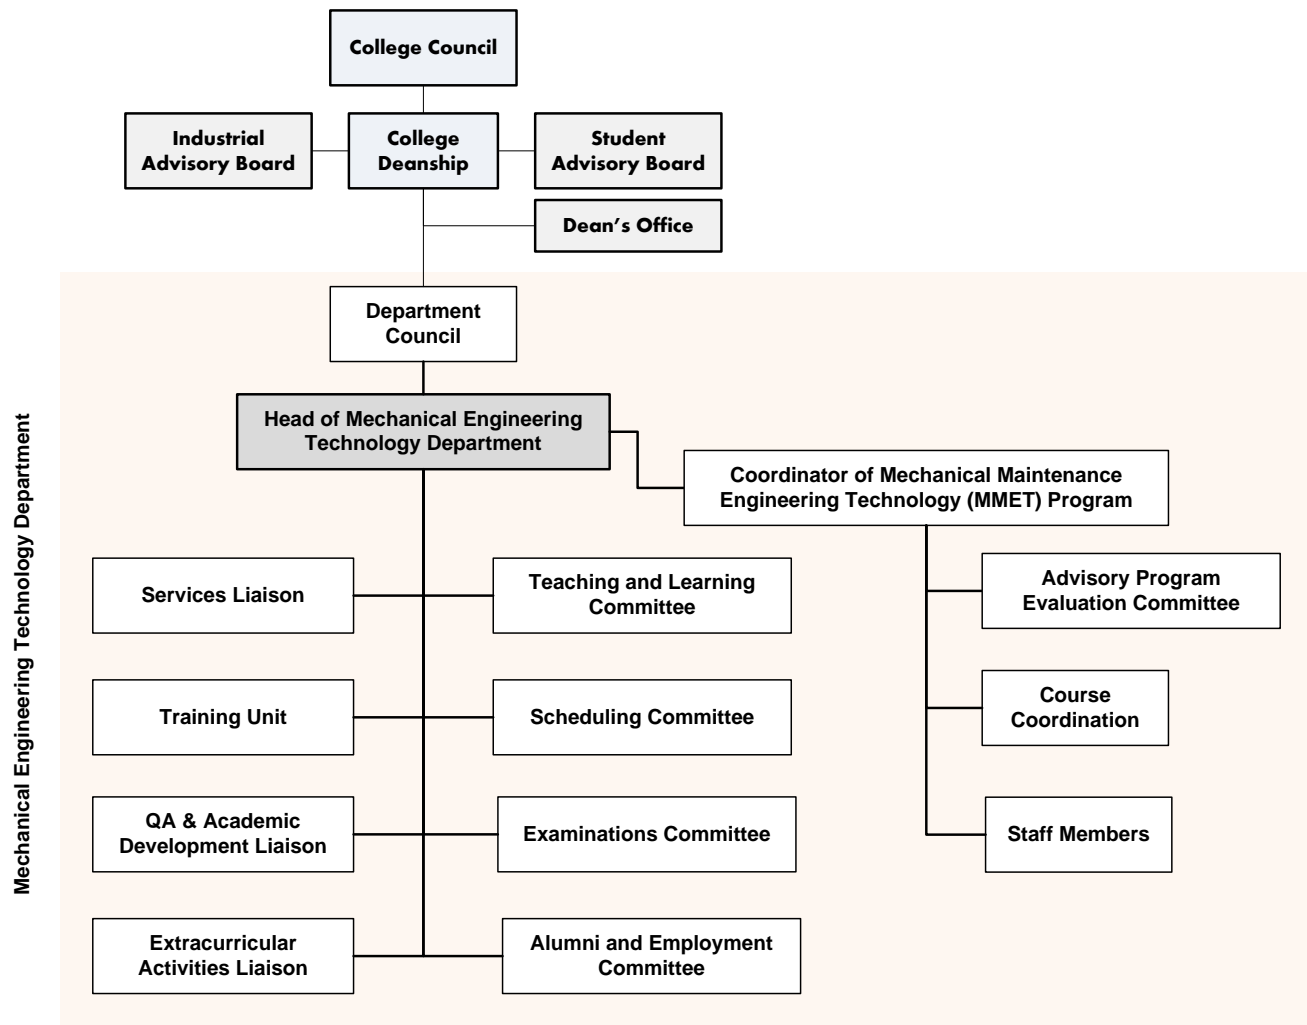 College Council
Industrial
Advisory Board
College
Deanship
Student
Advisory Board
Dean's Office
Department
Council
Head of Mechanical Engineering
Technology Department
Coordinator of Mechanical Maintenance
Engineering Technology (MMET) Program
Mechanical Engineering Technology Department
Services Liaison
Teaching and Learning
Committee
Advisory Program
Evaluation Committee
Training Unit
Scheduling Committee
Course
Coordination
QA & Academic
Development Liaison
Examinations Committee
Staff Members
Extracurricular
Activities Liaison
Alumni and Employment
Committee